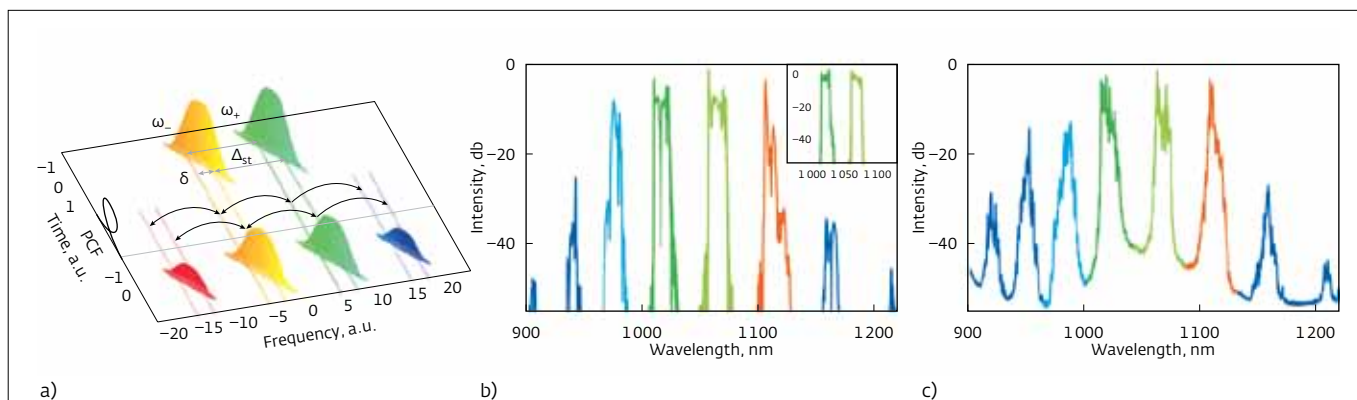 ω₋
ω₊
Δst
δ
−1
0
1
Time, a.u.
PCF
−1
0
−20 −15 −10 −5 0 5 10 15 20
Frequency, a.u.
a)
0
−20
−40
Intensity, db
900 1000 1100 1200
Wavelength, nm
0
−20
−40
1 000 1 050 1 100
b)
0
−20
−40
Intensity, db
900 1000 1100 1200
Wavelength, nm
c)